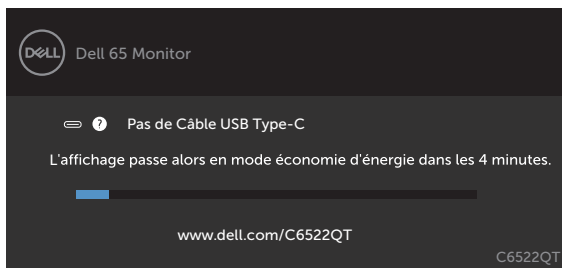 DELL
Dell 65 Monitor
? Pas de Câble USB Type-C
L'affichage passe alors en mode économie d'énergie dans les 4 minutes.
www.dell.com/C6522QT
C6522QT